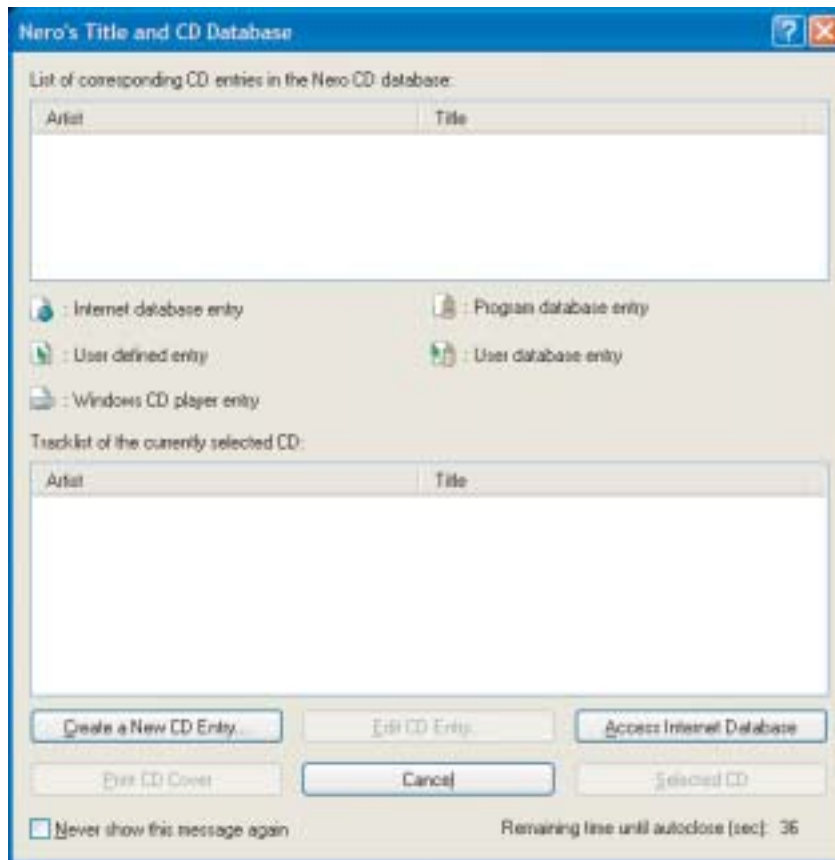 Nero's Title and CD Database
List of corresponding CD entries in the Nero CD database:
Artist Title
: Internet database entry : Program database entry
: User defined entry : User database entry
: Windows CD player entry
Tracklist of the currently selected CD:
Artist Title
Create a New CD Entry... Edit CD Entry... Access Internet Database
Print CD Cover Cancel Selected CD
Never show this message again Remaining time until autoclose (sec): 36